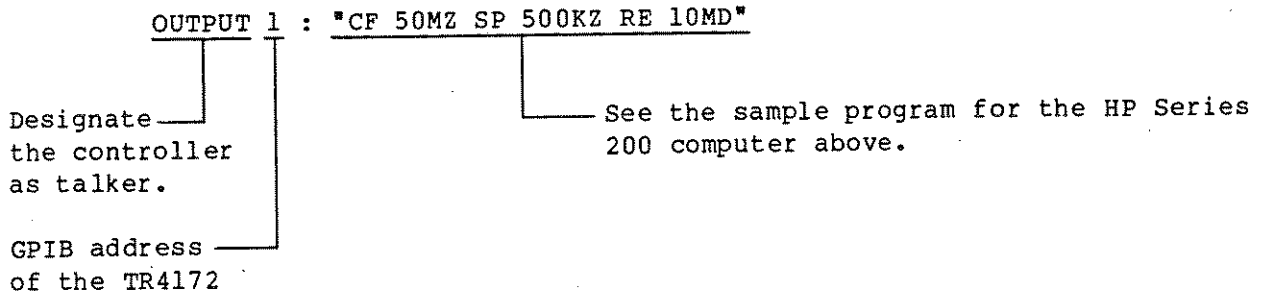 OUTPUT 1 : "CF 50MZ SP 500KZ RE 10MD"
Designate
the controller
as talker.
See the sample program for the HP Series
200 computer above.
GPIB address
of the TR4172